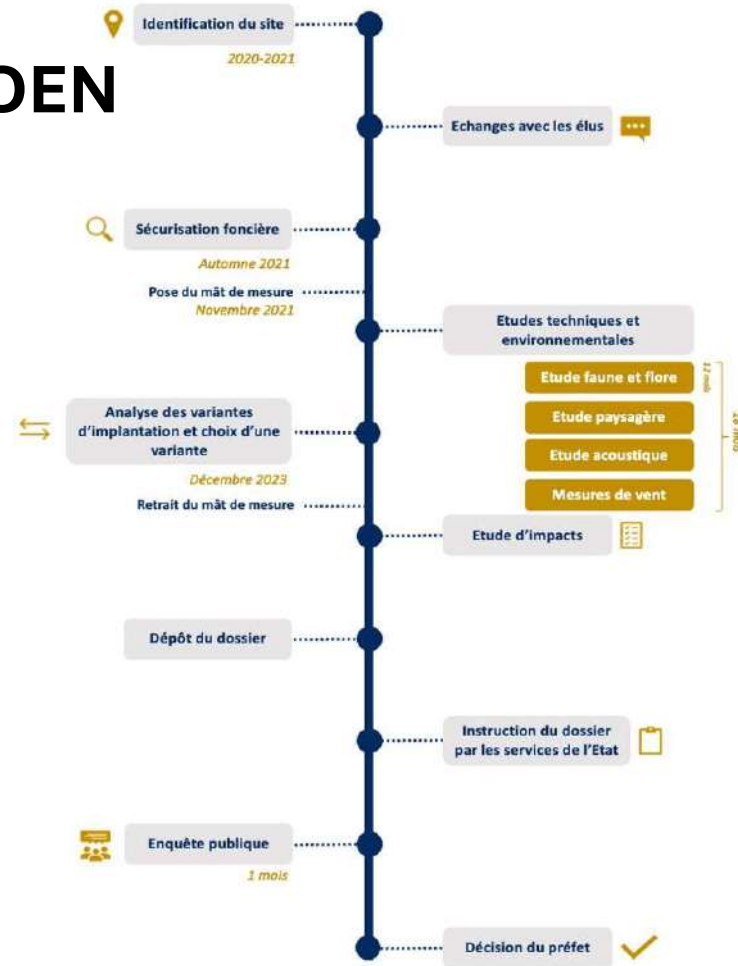 Identification du site
2020-2021
DEN
Echanges avec les élus
Sécurisation foncière
Automne 2021
Pose du mât de mesure
Novembre 2021
Etudes techniques et
environnementales
Etude faune et flore
12 mois
Etude paysagère
Etude acoustique
Mesures de vent
Analyse des variantes
d'implantation et choix d'une
variante
Décembre 2023
Retrait du mât de mesure
Etude d'impacts
Dépôt du dossier
Instruction du dossier
par les services de l'Etat
Enquête publique
1 mois
Décision du préfet